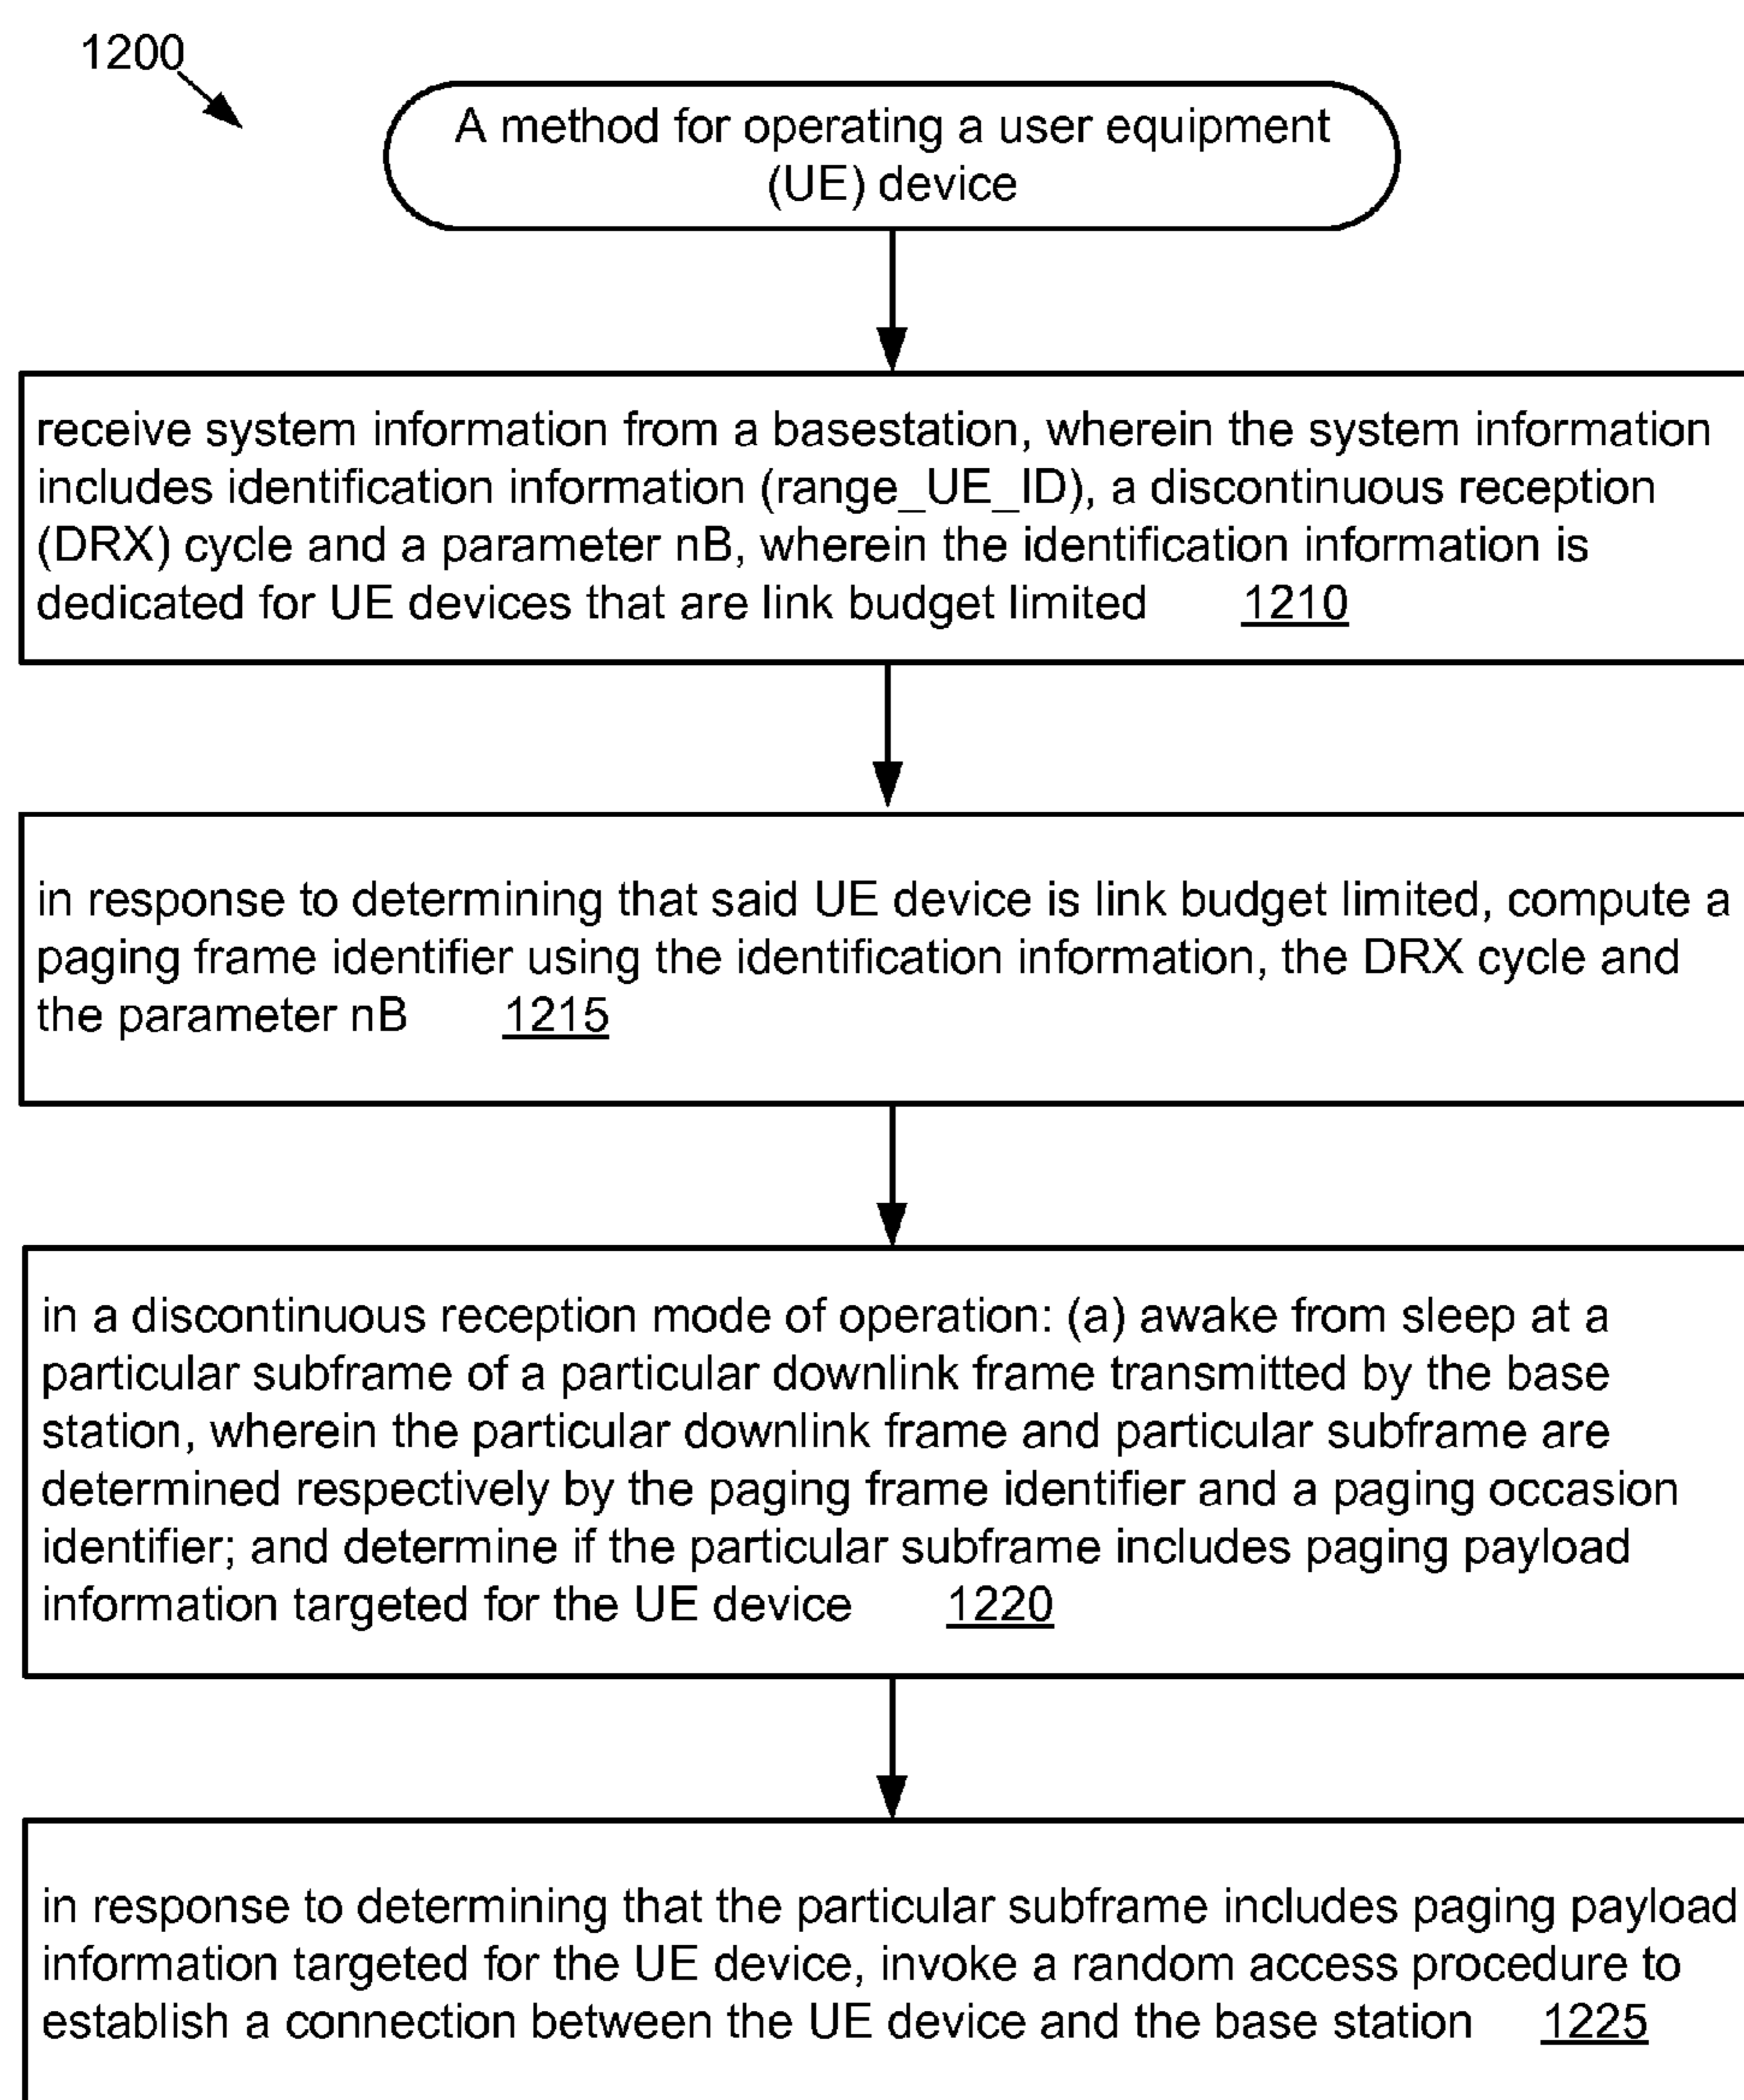 1200
A method for operating a user equipment
(UE) device
receive system information from a basestation, wherein the system information
includes identification information (range_UE_ID), a discontinuous reception
(DRX) cycle and a parameter nB, wherein the identification information is
dedicated for UE devices that are link budget limited 1210
in response to determining that said UE device is link budget limited, compute a
paging frame identifier using the identification information, the DRX cycle and
the parameter nB 1215
in a discontinuous reception mode of operation: (a) awake from sleep at a
particular subframe of a particular downlink frame transmitted by the base
station, wherein the particular downlink frame and particular subframe are
determined respectively by the paging frame identifier and a paging occasion
identifier; and determine if the particular subframe includes paging payload
information targeted for the UE device 1220
in response to determining that the particular subframe includes paging payload
information targeted for the UE device, invoke a random access procedure to
establish a connection between the UE device and the base station 1225